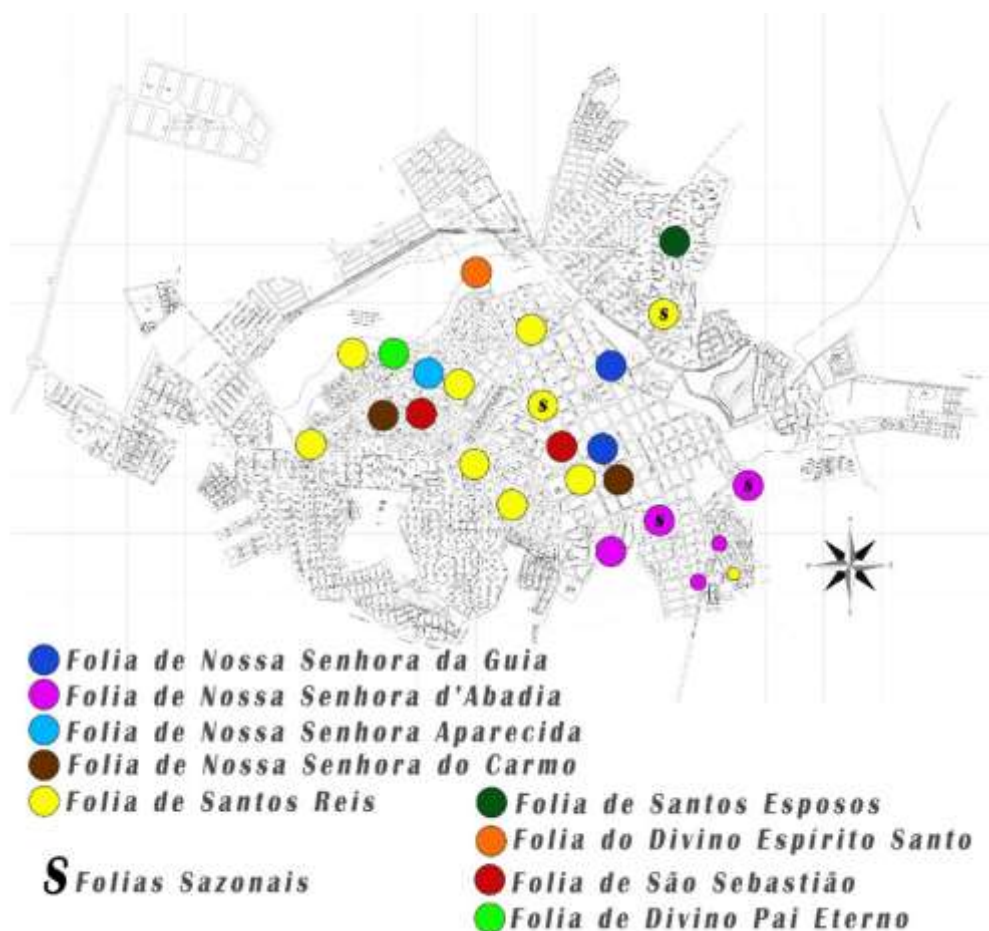 S
S
S
S
Folia de Nossa Senhora da Guia
Folia de Nossa Senhora d'Abadia
Folia de Nossa Senhora Aparecida
Folia de Nossa Senhora do Carmo
Folia de Santos Reis
S Folias Sazonais
Folia de Santos Esposos
Folia do Divino Espírito Santo
Folia de São Sebastião
Folia de Divino Pai Eterno